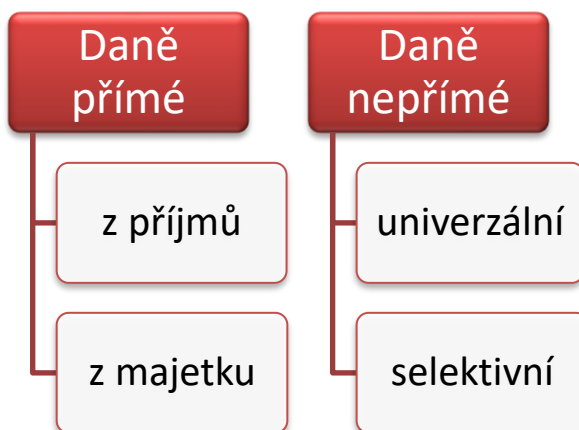 Daně
přímé
z příjmů
z majetku
Daně
nepřímé
univerzální
selektivní